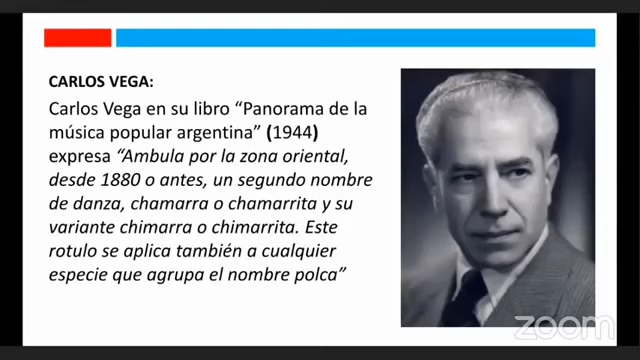 CARLOS VEGA:
Carlos Vega en su libro “Panorama de la
música popular argentina” (1944)
expresa “Ambula por la zona oriental,
desde 1880 o antes, un segundo nombre
de danza, chamarra o chamarrita y su
variante chimarra o chimarrita. Este
rotulo se aplica también a cualquier
especie que agrupa el nombre polca”
zoom